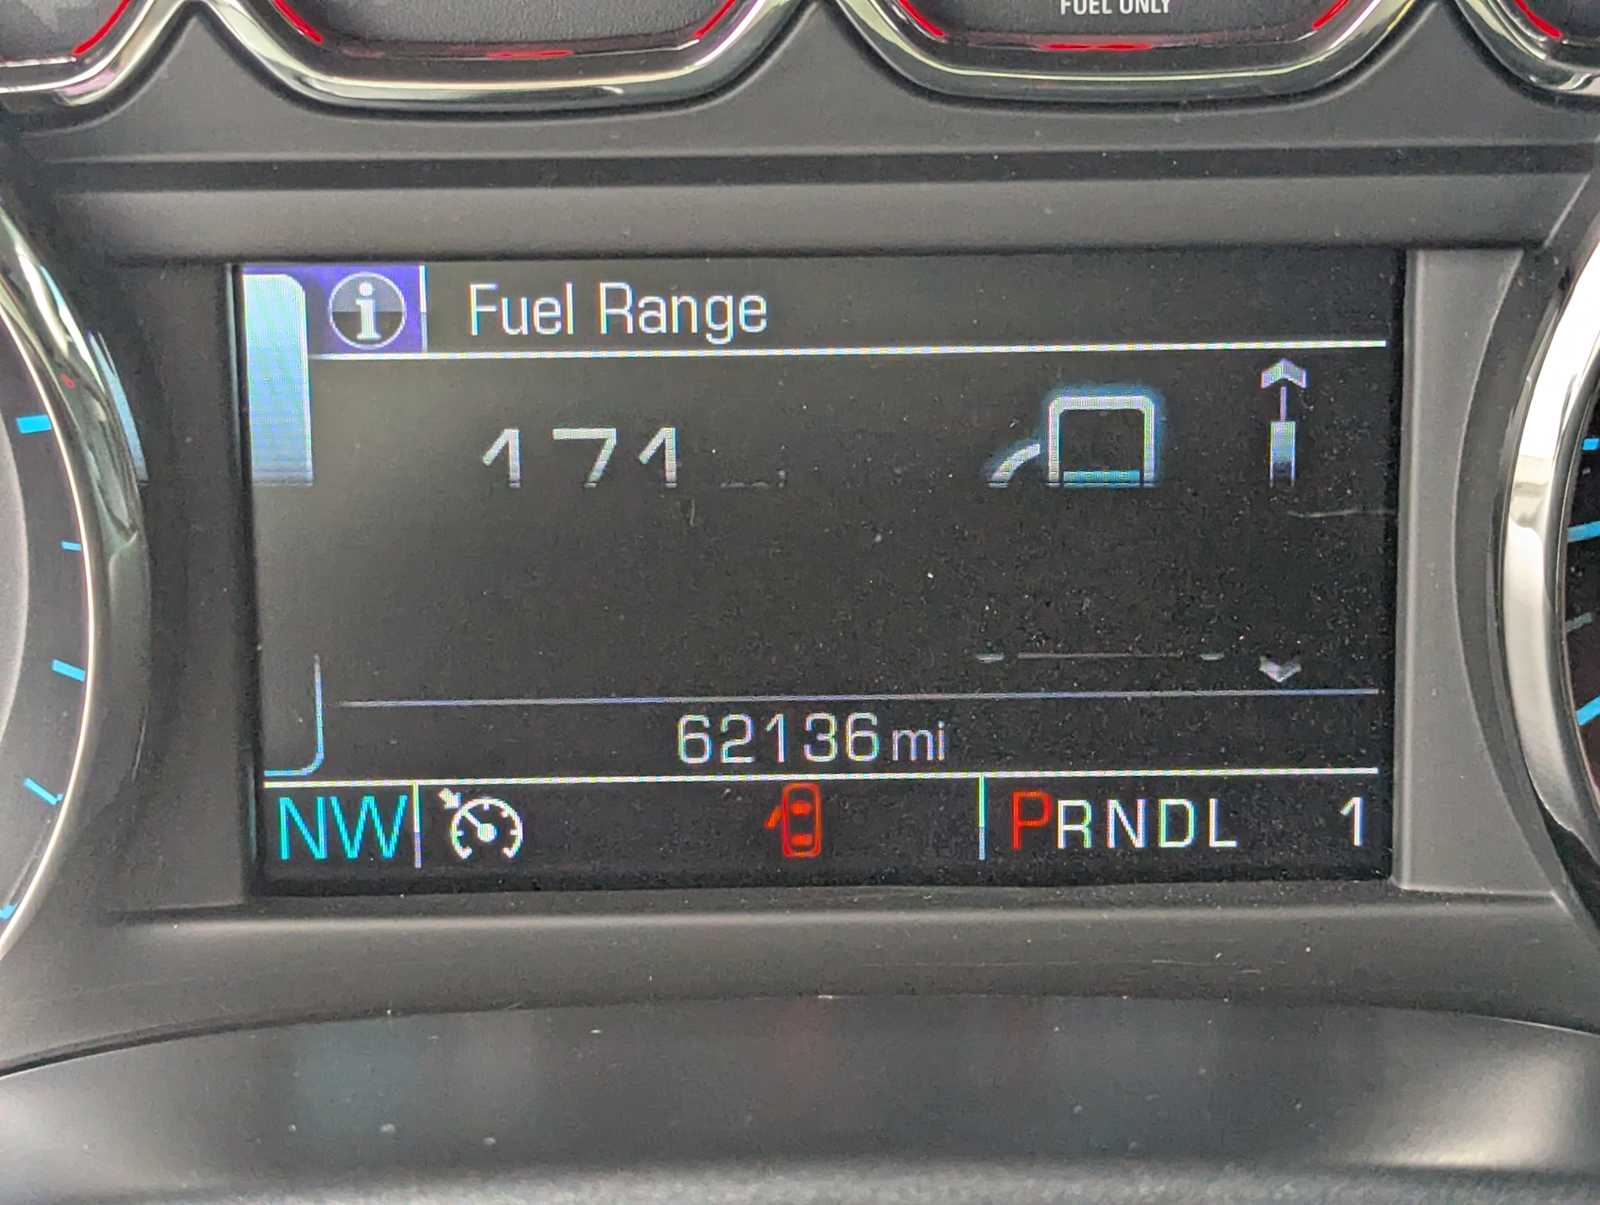 FUEL ONLY
i Fuel Range
171
62136 mi
NW PRNDL 1